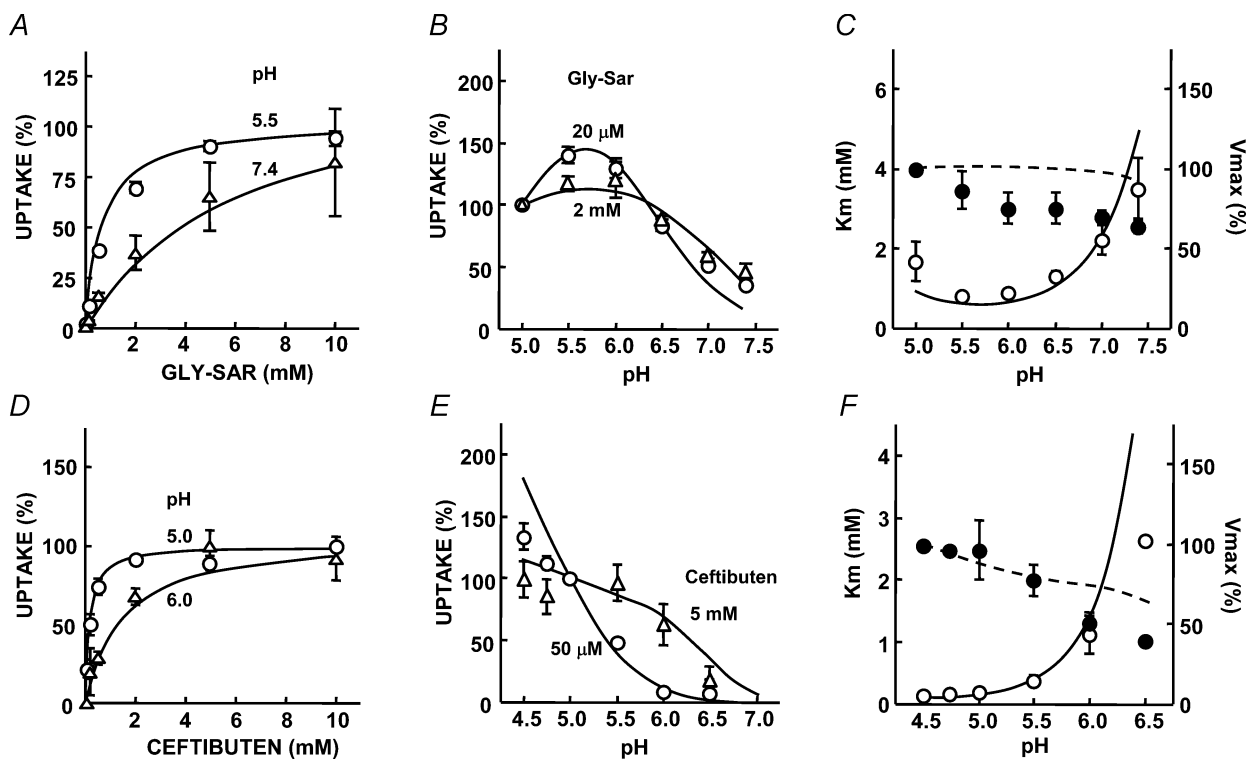 A
UPTAKE (%)
125
100
75
50
25
0
pH
5.5
7.4
2 4 6 8 10
GLY-SAR (mM)
B
UPTAKE (%)
200
150
100
50
0
Gly-Sar
20 μM
2 mM
5.0 5.5 6.0 6.5 7.0 7.5
pH
C
Km (mM)
6
4
2
0
150
100
50
0
Vmax (%)
5.0 5.5 6.0 6.5 7.0 7.5
pH
D
UPTAKE (%)
150
100
50
0
pH
5.0
6.0
0 2 4 6 8 10
CEFTIBUTEN (mM)
E
UPTAKE (%)
200
150
100
50
0
Ceftibuten
5 mM
50 μM
4.5 5.0 5.5 6.0 6.5 7.0
pH
F
Km (mM)
4
3
2
1
0
150
100
50
0
Vmax (%)
4.5 5.0 5.5 6.0 6.5
pH